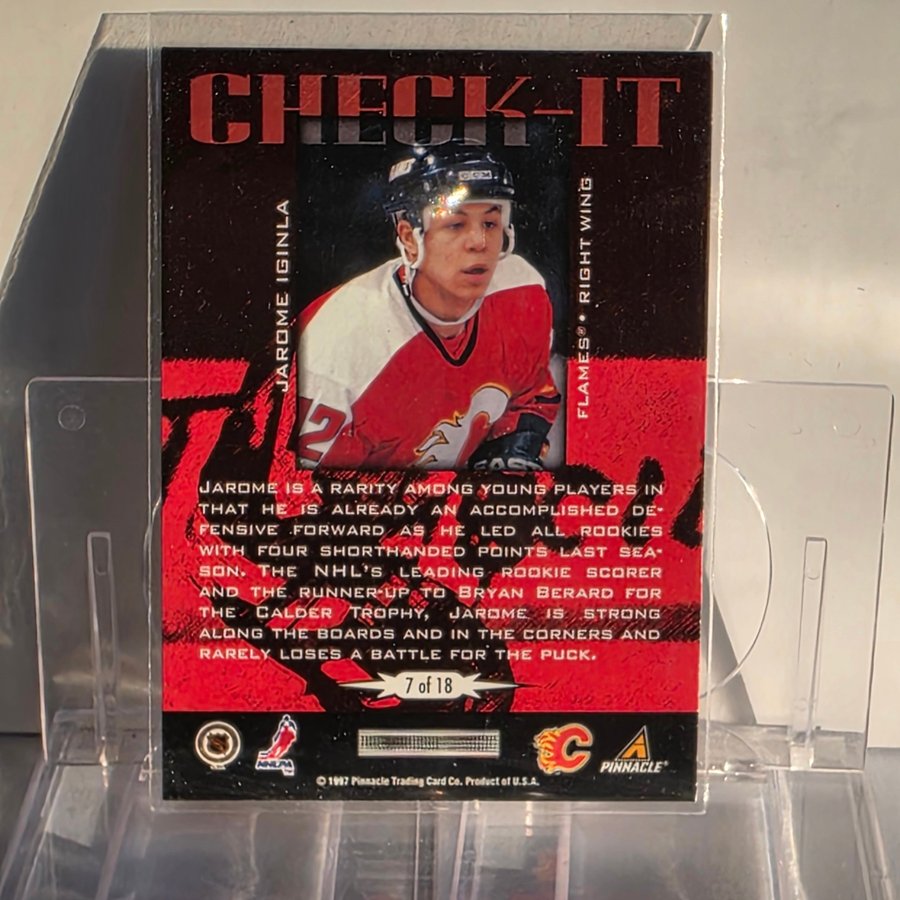 CHECK-IT
CCM
JAROME IGINLA
FLAMES® • RIGHT WING
12
JAROME IS A RARITY AMONG YOUNG PLAYERS IN
THAT HE IS ALREADY AN ACCOMPLISHED DE-
FENSIVE FORWARD AS HE LED ALL ROOKIES
WITH FOUR SHORTHANDED POINTS LAST SEA-
SON. THE NHL'S LEADING ROOKIE SCORER
AND THE RUNNER-UP TO BRYAN BERARD FOR
THE CALDER TROPHY, JAROME IS STRONG
ALONG THE BOARDS AND IN THE CORNERS AND
RARELY LOSES A BATTLE FOR THE PUCK.
7 of 18
NHLPA
C
PINNACLE®
© 1997 Pinnacle Trading Card Co. Product of U.S.A.